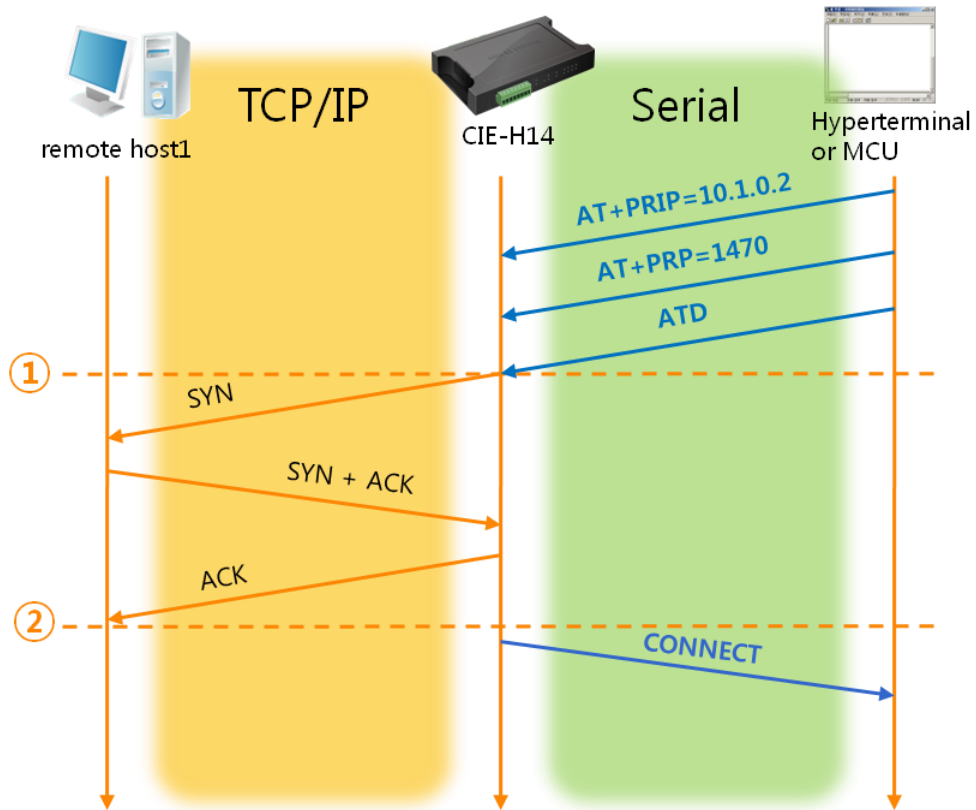 TCP/IP
Serial
remote host1
CIE-H14
Hyperterminal
or MCU
AT+PRIP=10.1.0.2
AT+PRP=1470
ATD
①
SYN
SYN + ACK
ACK
②
CONNECT